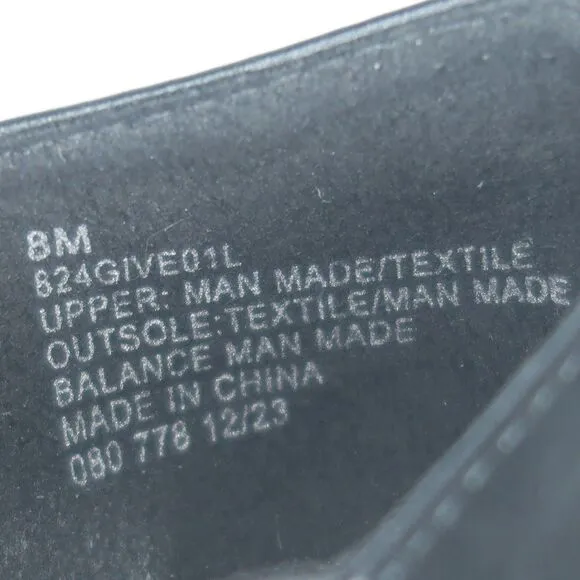 8M
824GIVE01L
UPPER: MAN MADE/TEXTILE
OUTSOLE:TEXTILE/MAN MADE
BALANCE MAN MADE
MADE IN CHINA
080 778 12/23